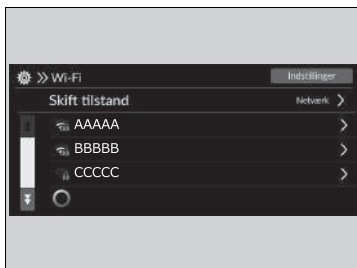 Wi-Fi Indstillinger
Skift tilstand Netværk
AAAAA
BBBBB
CCCCC